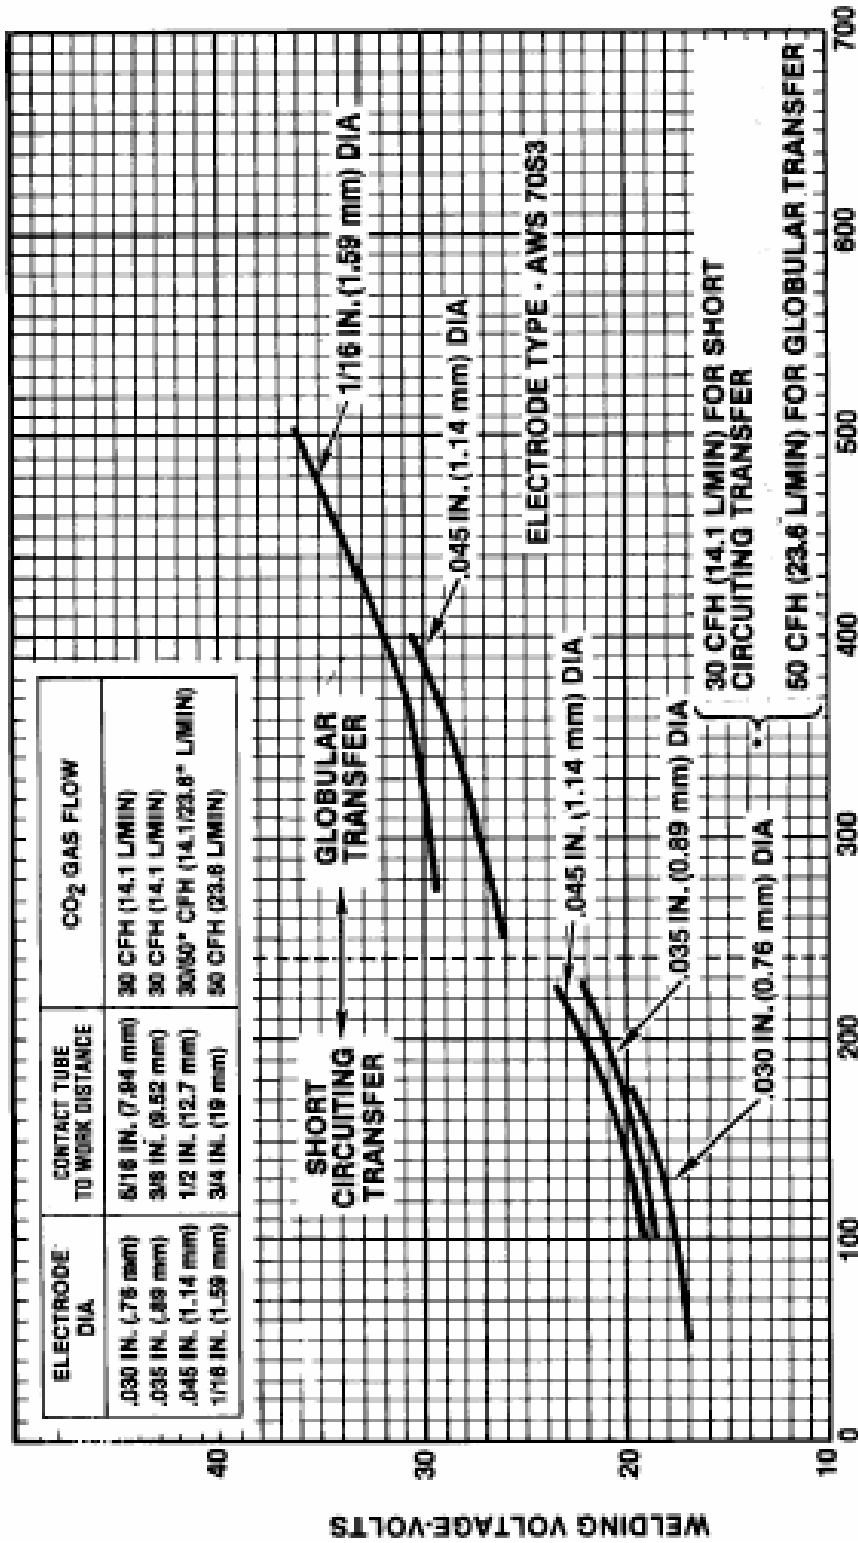 ELECTRODE DIA. CONTACT TUBE TO WORK DISTANCE CO2 GAS FLOW
.030 IN. (.76 mm) 5/16 IN. (7.94 mm) 30 CFH (14.1 L/MIN)
.035 IN. (.89 mm) 3/8 IN. (9.52 mm) 30 CFH (14.1 L/MIN)
.045 IN. (1.14 mm) 1/2 IN. (12.7 mm) 30/50* CFH (14.1/23.6* L/MIN)
1/16 IN. (1.59 mm) 3/4 IN. (19 mm) 50 CFH (23.6 L/MIN)
SHORT
CIRCUITING
TRANSFER
GLOBULAR
TRANSFER
1/16 IN. (1.59 mm) DIA
.045 IN. (1.14 mm) DIA
ELECTRODE TYPE - AWS 70S3
.045 IN. (1.14 mm) DIA
.035 IN. (0.89 mm) DIA
.030 IN. (0.76 mm) DIA
*
30 CFH (14.1 L/MIN) FOR SHORT
CIRCUITING TRANSFER
50 CFH (23.6 L/MIN) FOR GLOBULAR TRANSFER
WELDING VOLTAGE-VOLTS
40
30
20
10
0 100 200 300 400 500 600 700